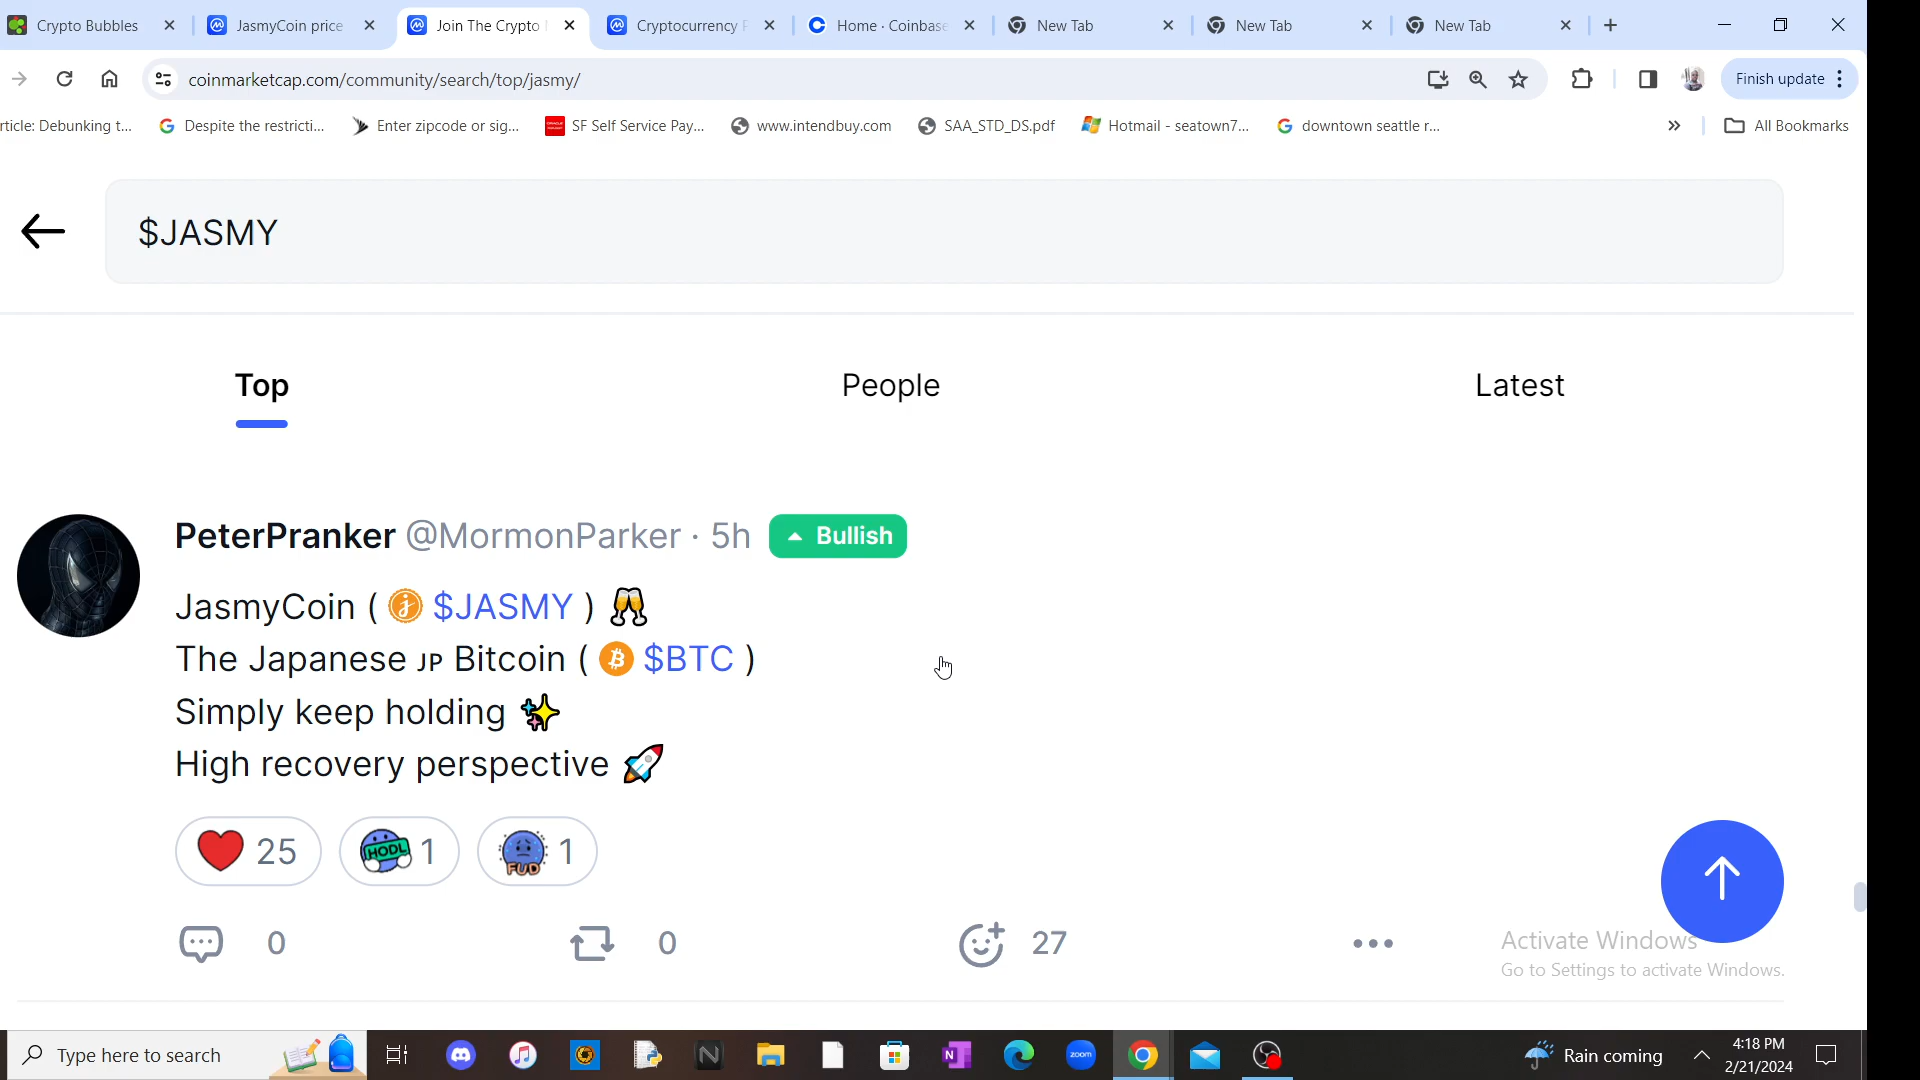 Crypto Bubbles
JasmyCoin price
Join The Crypto
Cryptocurrency
Home · Coinbase
New Tab
New Tab
New Tab
coinmarketcap.com/community/search/top/jasmy/
Finish update
rticle: Debunking t...
Despite the restricti...
Enter zipcode or sig...
SF Self Service Pay...
www.intendbuy.com
SAA_STD_DS.pdf
Hotmail - seatown7...
downtown seattle r...
All Bookmarks
$JASMY
Top
People
Latest
PeterPranker @MormonParker · 5h Bullish
JasmyCoin ( $JASMY ) 🥂
The Japanese JP Bitcoin ( $BTC )
Simply keep holding ✨
High recovery perspective 🚀
25
HODL 1
FUD 1
0
0
27
Activate Windows
Go to Settings to activate Windows.
Type here to search
zoom
Rain coming
4:18 PM
2/21/2024